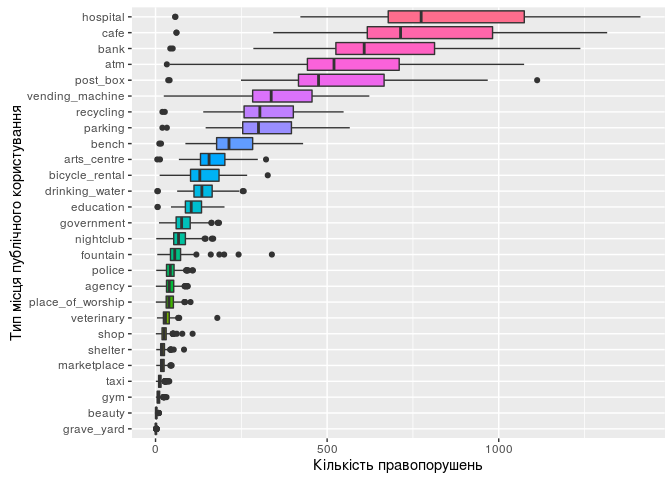 hospital
cafe
bank
atm
post_box
vending_machine
recycling
parking
bench
arts_centre
bicycle_rental
drinking_water
education
government
nightclub
fountain
police
agency
place_of_worship
veterinary
shop
shelter
marketplace
taxi
gym
beauty
grave_yard
Тип місця публічного користування
0 500 1000
Кількість правопорушень